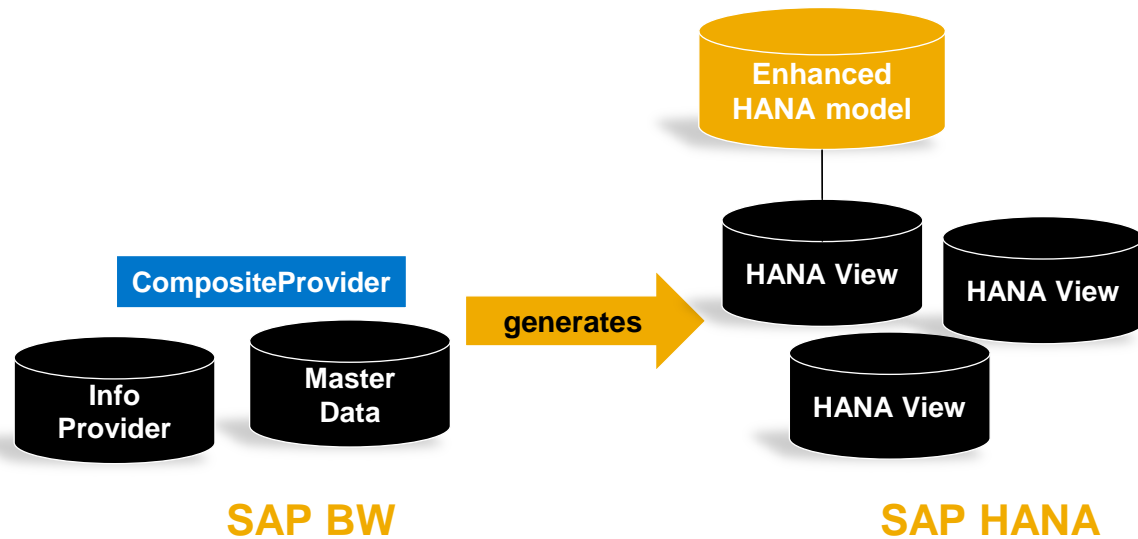 Enhanced
HANA model
HANA View
HANA View
HANA View
CompositeProvider
generates
Info
Provider
Master
Data
SAP BW
SAP HANA